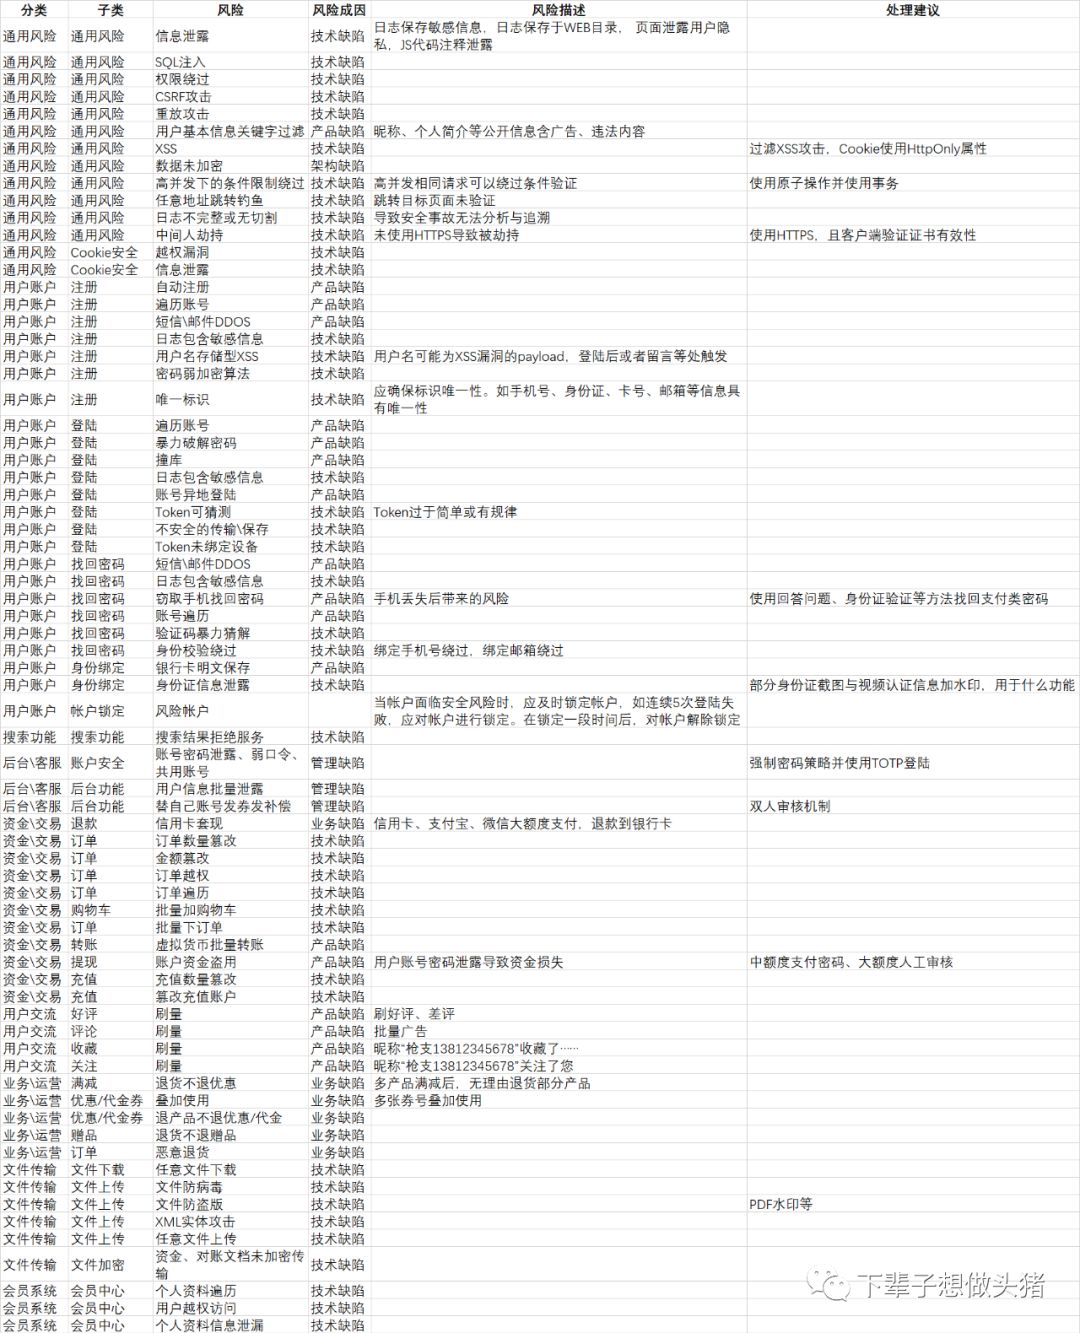 分类 子类 风险 风险成因 风险描述 处理建议
通用风险 通用风险 信息泄露 技术缺陷 日志保存敏感信息，日志保存于WEB目录， 页面泄露用户隐
私，JS代码注释泄露
通用风险 通用风险 SQL注入 技术缺陷
通用风险 通用风险 权限绕过 技术缺陷
通用风险 通用风险 CSRF攻击 技术缺陷
通用风险 通用风险 重放攻击 技术缺陷
通用风险 通用风险 用户基本信息关键字过滤 产品缺陷 昵称、个人简介等公开信息含广告、违法内容
通用风险 通用风险 XSS 技术缺陷 过滤XSS攻击，Cookie使用HttpOnly属性
通用风险 通用风险 数据未加密 架构缺陷
通用风险 通用风险 高并发下的条件限制绕过 技术缺陷 高并发相同请求可以绕过条件验证 使用原子操作并使用事务
通用风险 通用风险 任意地址跳转钓鱼 技术缺陷 跳转目标页面未验证
通用风险 通用风险 日志不完整或无切割 技术缺陷 导致安全事故无法分析与追溯
通用风险 通用风险 中间人劫持 技术缺陷 未使用HTTPS导致被劫持 使用HTTPS，且客户端验证证书有效性
通用风险 Cookie安全 越权漏洞 技术缺陷
通用风险 Cookie安全 信息泄露 技术缺陷
用户账户 注册 自动注册 产品缺陷
用户账户 注册 遍历账号 产品缺陷
用户账户 注册 短信\邮件DDOS 产品缺陷
用户账户 注册 日志包含敏感信息 技术缺陷
用户账户 注册 用户名存储型XSS 技术缺陷 用户名可能为XSS漏洞的payload，登陆后或者留言等处触发
用户账户 注册 密码弱加密算法 技术缺陷
用户账户 注册 唯一标识 技术缺陷 应确保标识唯一性。如手机号、身份证、卡号、邮箱等信息具
有唯一性
用户账户 登陆 遍历账号 产品缺陷
用户账户 登陆 暴力破解密码 产品缺陷
用户账户 登陆 撞库 产品缺陷
用户账户 登陆 日志包含敏感信息 技术缺陷
用户账户 登陆 账号异地登陆 产品缺陷
用户账户 登陆 Token可猜测 技术缺陷 Token过于简单或有规律
用户账户 登陆 不安全的传输\保存 技术缺陷
用户账户 登陆 Token未绑定设备 技术缺陷
用户账户 找回密码 短信\邮件DDOS 产品缺陷
用户账户 找回密码 日志包含敏感信息 技术缺陷
用户账户 找回密码 窃取手机找回密码 产品缺陷 手机丢失后带来的风险 使用回答问题、身份证验证等方法找回支付类密码
用户账户 找回密码 账号遍历 产品缺陷
用户账户 找回密码 验证码暴力猜解 技术缺陷
用户账户 找回密码 身份校验绕过 技术缺陷 绑定手机号绕过，绑定邮箱绕过
用户账户 身份绑定 银行卡明文保存 产品缺陷
用户账户 身份绑定 身份证信息泄露 技术缺陷 部分身份证截图与视频认证信息加水印，用于什么功能
用户账户 帐户锁定 风险帐户 当帐户面临安全风险时，应及时锁定帐户，如连续5次登陆失
败，应对帐户进行锁定。在锁定一段时间后，对帐户解除锁定
搜索功能 搜索功能 搜索结果拒绝服务 技术缺陷
后台\客服 账户安全 账号密码泄露、弱口令、
共用账号 管理缺陷 强制密码策略并使用TOTP登陆
后台\客服 后台功能 用户信息批量泄露 管理缺陷
后台\客服 后台功能 替自己账号发券发补偿 管理缺陷 双人审核机制
资金\交易 退款 信用卡套现 业务缺陷 信用卡、支付宝、微信大额度支付，退款到银行卡
资金\交易 订单 订单数量篡改 技术缺陷
资金\交易 订单 金额篡改 技术缺陷
资金\交易 订单 订单越权 技术缺陷
资金\交易 订单 订单遍历 技术缺陷
资金\交易 购物车 批量加购物车 技术缺陷
资金\交易 订单 批量下订单 技术缺陷
资金\交易 转账 虚拟货币批量转账 产品缺陷
资金\交易 提现 账户资金盗用 产品缺陷 用户账号密码泄露导致资金损失 中额度支付密码、大额度人工审核
资金\交易 充值 充值数量篡改 技术缺陷
资金\交易 充值 篡改充值账户 技术缺陷
用户交流 好评 刷量 产品缺陷 刷好评、差评
用户交流 评论 刷量 产品缺陷 批量广告
用户交流 收藏 刷量 产品缺陷 昵称“枪支13812345678”收藏了……
用户交流 关注 刷量 产品缺陷 昵称“枪支13812345678”关注了您
业务\运营 满减 退货不退优惠 业务缺陷 多产品满减后，无理由退货部分产品
业务\运营 优惠/代金券 叠加使用 业务缺陷 多张券号叠加使用
业务\运营 优惠/代金券 退产品不退优惠/代金 业务缺陷
业务\运营 赠品 退货不退赠品 业务缺陷
业务\运营 订单 恶意退货 业务缺陷
文件传输 文件下载 任意文件下载 技术缺陷
文件传输 文件上传 文件防病毒 技术缺陷
文件传输 文件上传 文件防盗版 技术缺陷 PDF水印等
文件传输 文件上传 XML实体攻击 技术缺陷
文件传输 文件上传 任意文件上传 技术缺陷
文件传输 文件加密 资金、对账文档未加密传
输 技术缺陷
会员系统 会员中心 个人资料遍历 技术缺陷
会员系统 会员中心 用户越权访问 技术缺陷
会员系统 会员中心 个人资料信息泄漏 技术缺陷
下辈子想做头猪